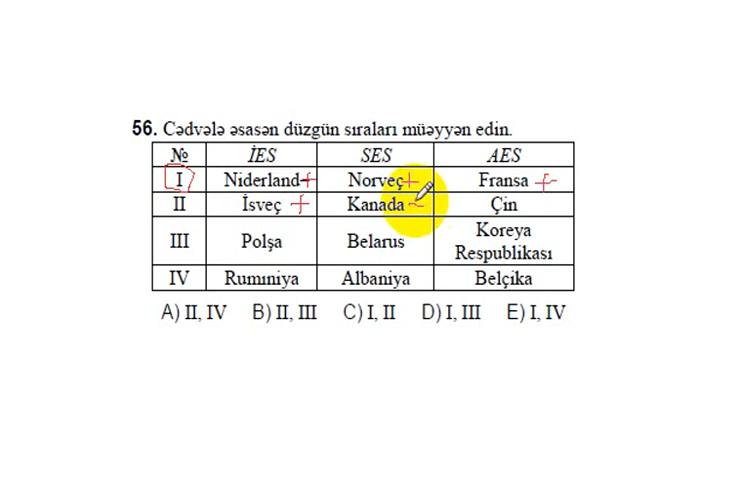 56. Cədvələ əsasən düzgün sıraları müəyyən edin.
№ İES SES AES
I Niderland+ Norveç+ Fransa +
II İsveç + Kanada - Çin
III Polşa Belarus Koreya Respublikası
IV Rumıniya Albaniya Belçika
A) II, IV B) II, III C) I, II D) I, III E) I, IV